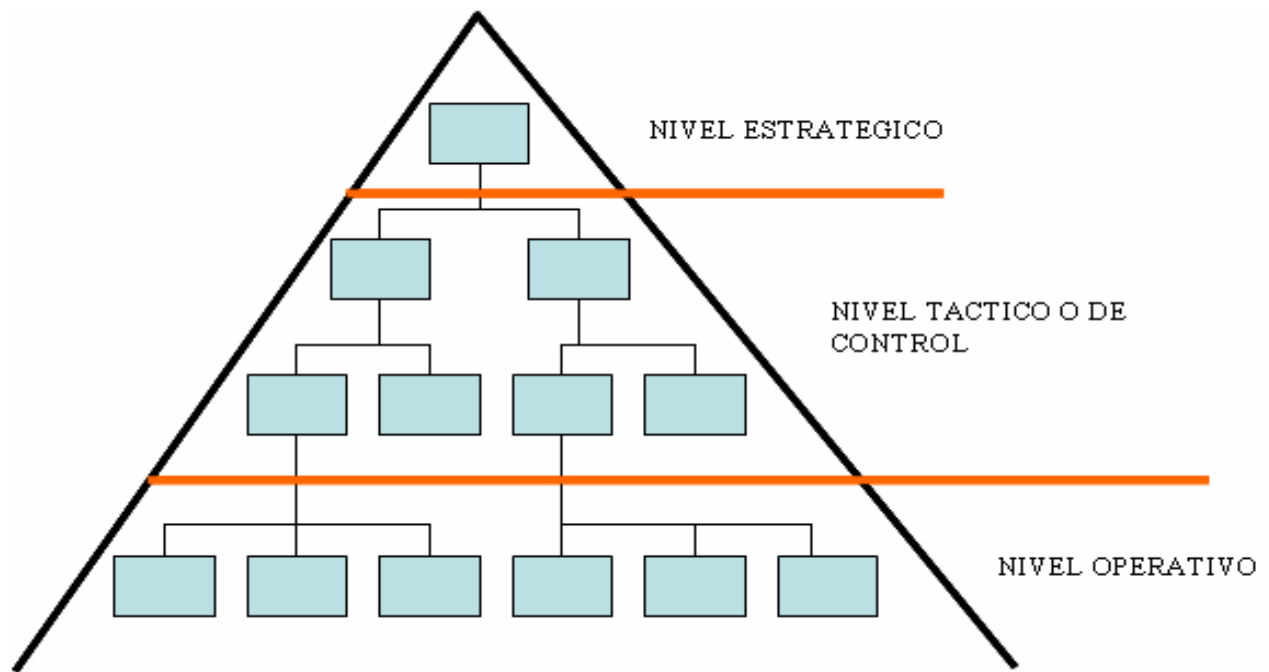 NIVEL ESTRATEGICO
NIVEL TACTICO O DE
CONTROL
NIVEL OPERATIVO